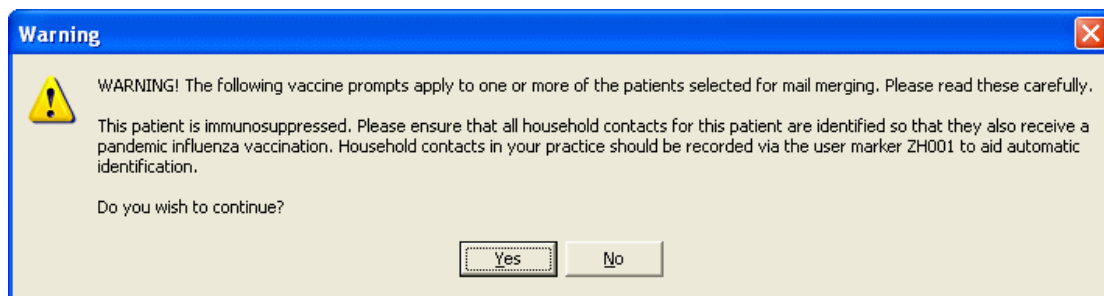 Warning
WARNING! The following vaccine prompts apply to one or more of the patients selected for mail merging. Please read these carefully.
This patient is immunosuppressed. Please ensure that all household contacts for this patient are identified so that they also receive a
pandemic influenza vaccination. Household contacts in your practice should be recorded via the user marker ZH001 to aid automatic
identification.
Do you wish to continue?
Yes No